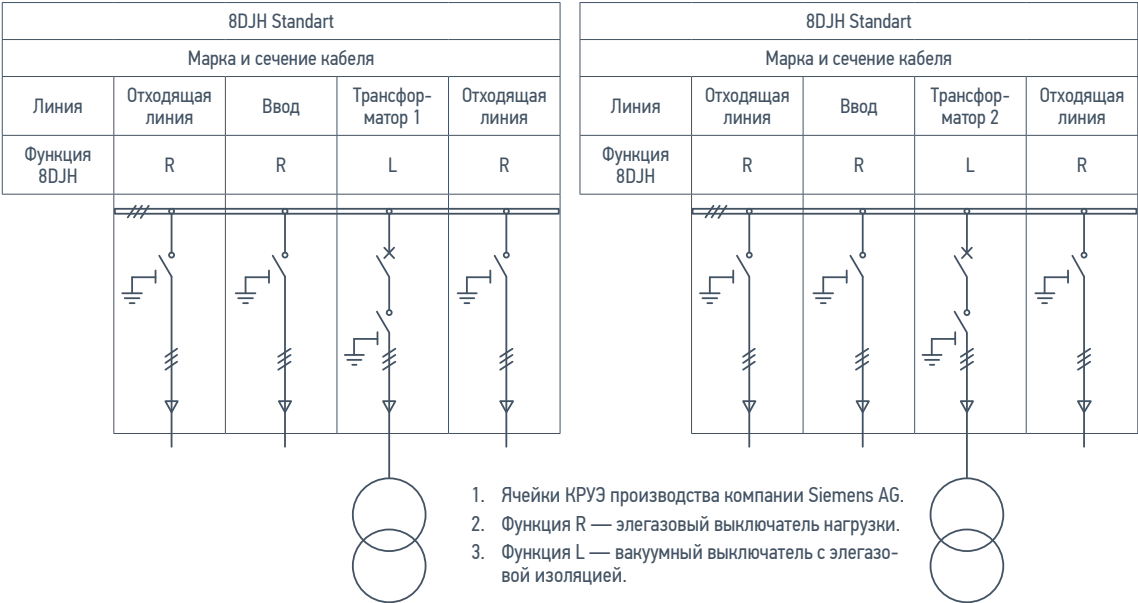 8DJH Standart
Марка и сечение кабеля
Линия
Отходящая
линия
Ввод
Трансфор-
матор 1
Отходящая
линия
Функция
8DJH
R
R
L
R
8DJH Standart
Марка и сечение кабеля
Линия
Отходящая
линия
Ввод
Трансфор-
матор 2
Отходящая
линия
Функция
8DJH
R
R
L
R
1. Ячейки КРУЭ производства компании Siemens AG.
2. Функция R — элегазовый выключатель нагрузки.
3. Функция L — вакуумный выключатель с элегазо-
вой изоляцией.